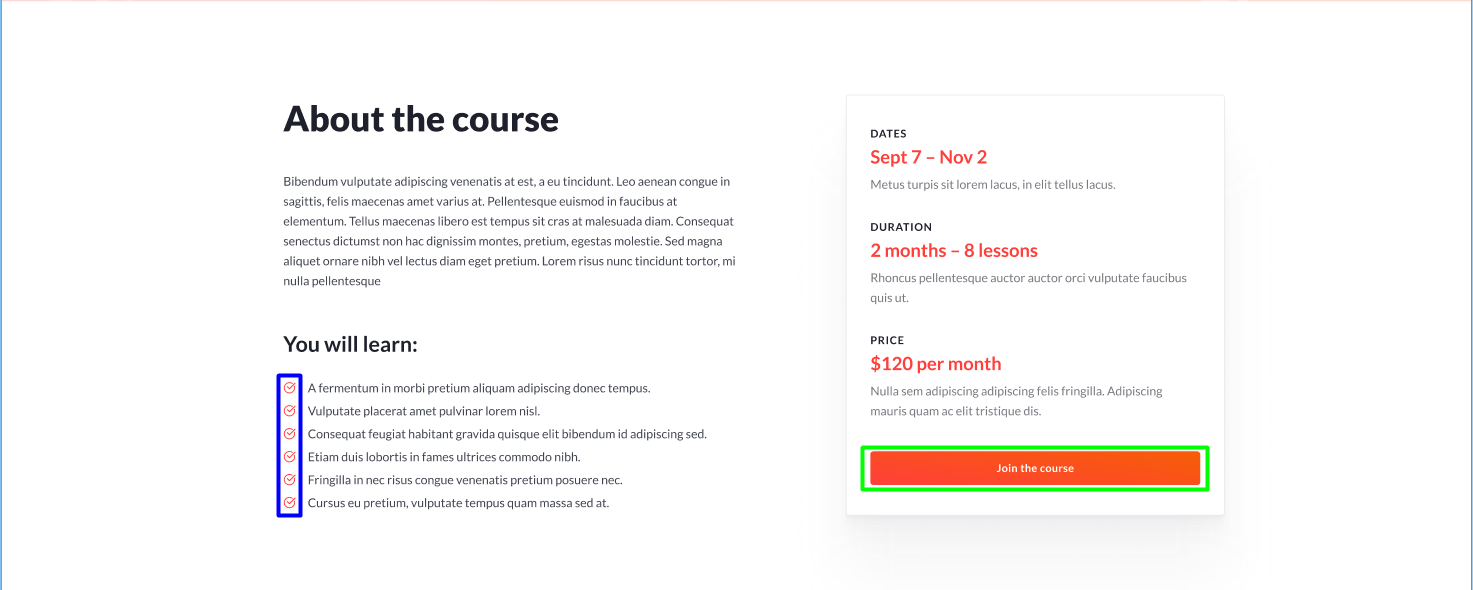 About the course
Bibendum vulputate adipiscing venenatis at est, a eu tincidunt. Leo aenean congue in
sagittis, felis maecenas amet varius at. Pellentesque euismod in faucibus at
elementum. Tellus maecenas libero est tempus sit cras at malesuada diam. Consequat
senectus dictumst non hac dignissim montes, pretium, egestas molestie. Sed magna
aliquet ornare nibh vel lectus diam eget pretium. Lorem risus nunc tincidunt tortor, mi
nulla pellentesque
You will learn:
A fermentum in morbi pretium aliquam adipiscing donec tempus.
Vulputate placerat amet pulvinar lorem nisl.
Consequat feugiat habitant gravida quisque elit bibendum id adipiscing sed.
Etiam duis lobortis in fames ultrices commodo nibh.
Fringilla in nec risus congue venenatis pretium posuere nec.
Cursus eu pretium, vulputate tempus quam massa sed at.
DATES
Sept 7 – Nov 2
Metus turpis sit lorem lacus, in elit tellus lacus.
DURATION
2 months – 8 lessons
Rhoncus pellentesque auctor auctor orci vulputate faucibus
quis ut.
PRICE
$120 per month
Nulla sem adipiscing adipiscing felis fringilla. Adipiscing
mauris quam ac elit tristique dis.
Join the course